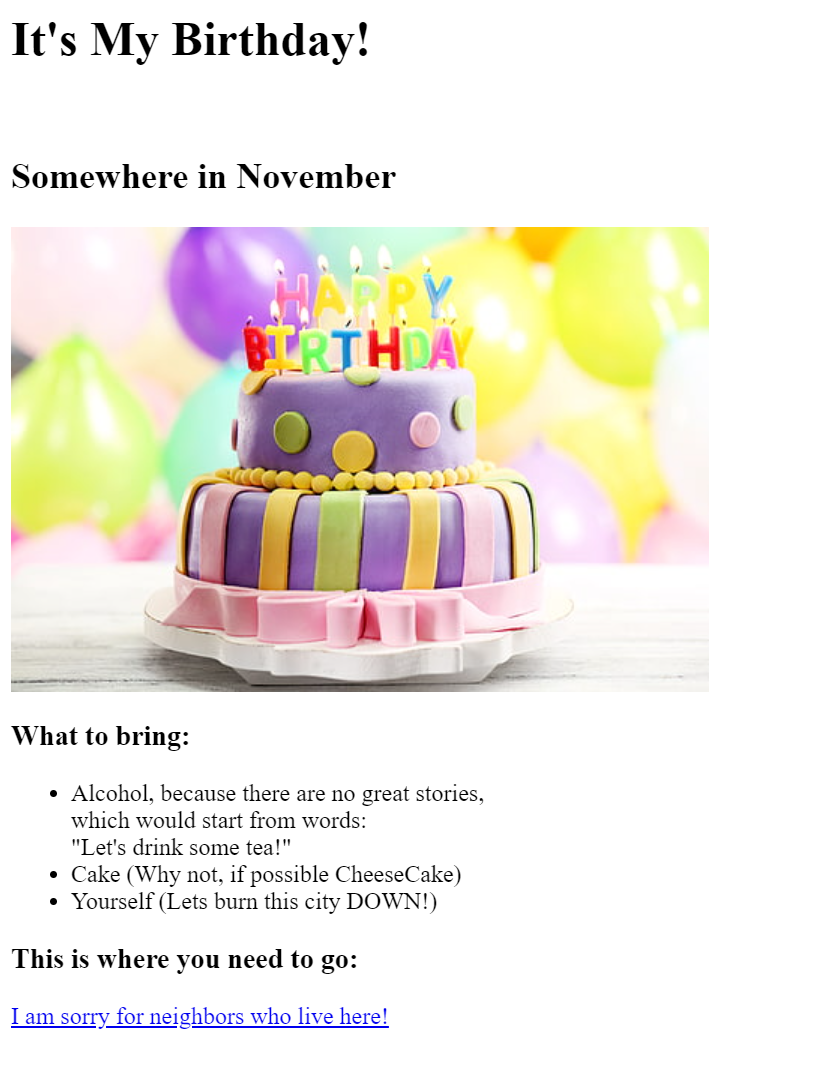 It's My Birthday!
Somewhere in November
HAPPY
BIRTHDAY
What to bring:
Alcohol, because there are no great stories,
which would start from words:
"Let's drink some tea!"
Cake (Why not, if possible CheeseCake)
Yourself (Lets burn this city DOWN!)
This is where you need to go:
I am sorry for neighbors who live here!